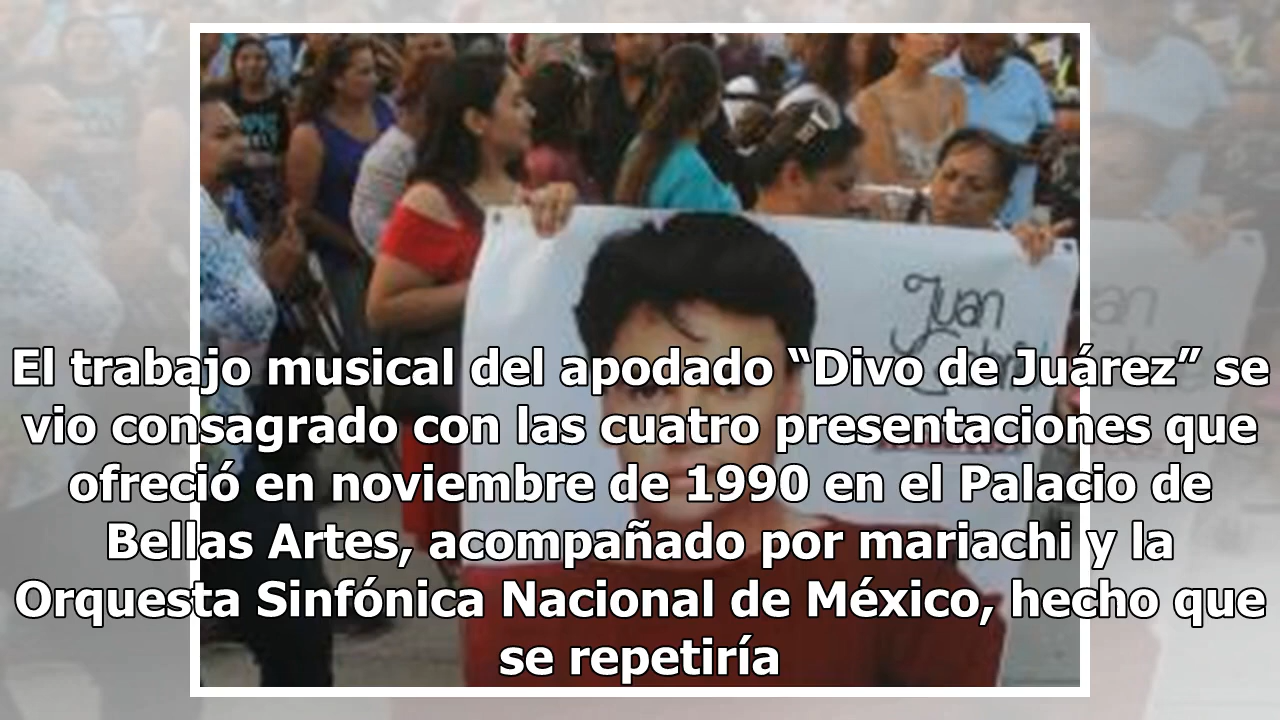 Juan
El trabajo musical del apodado “Divo de Juárez” se
vio consagrado con las cuatro presentaciones que
ofreció en noviembre de 1990 en el Palacio de
Bellas Artes, acompañado por mariachi y la
Orquesta Sinfónica Nacional de México, hecho que
se repetiría